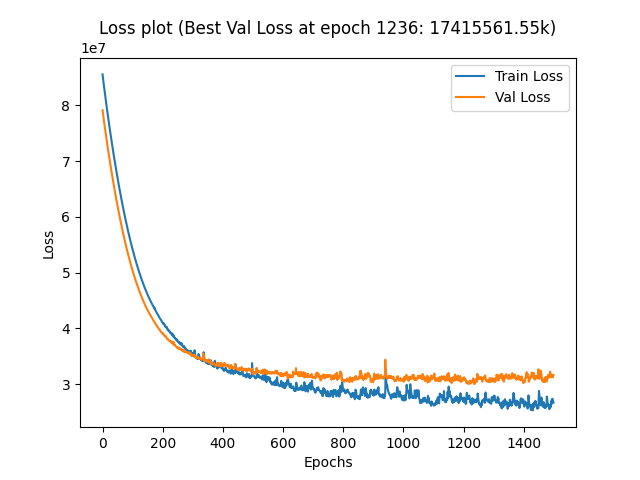 Loss plot (Best Val Loss at epoch 1236: 17415561.55k)
1e7
Train Loss
Val Loss
8
7
6
5
4
3
Loss
0 200 400 600 800 1000 1200 1400
Epochs